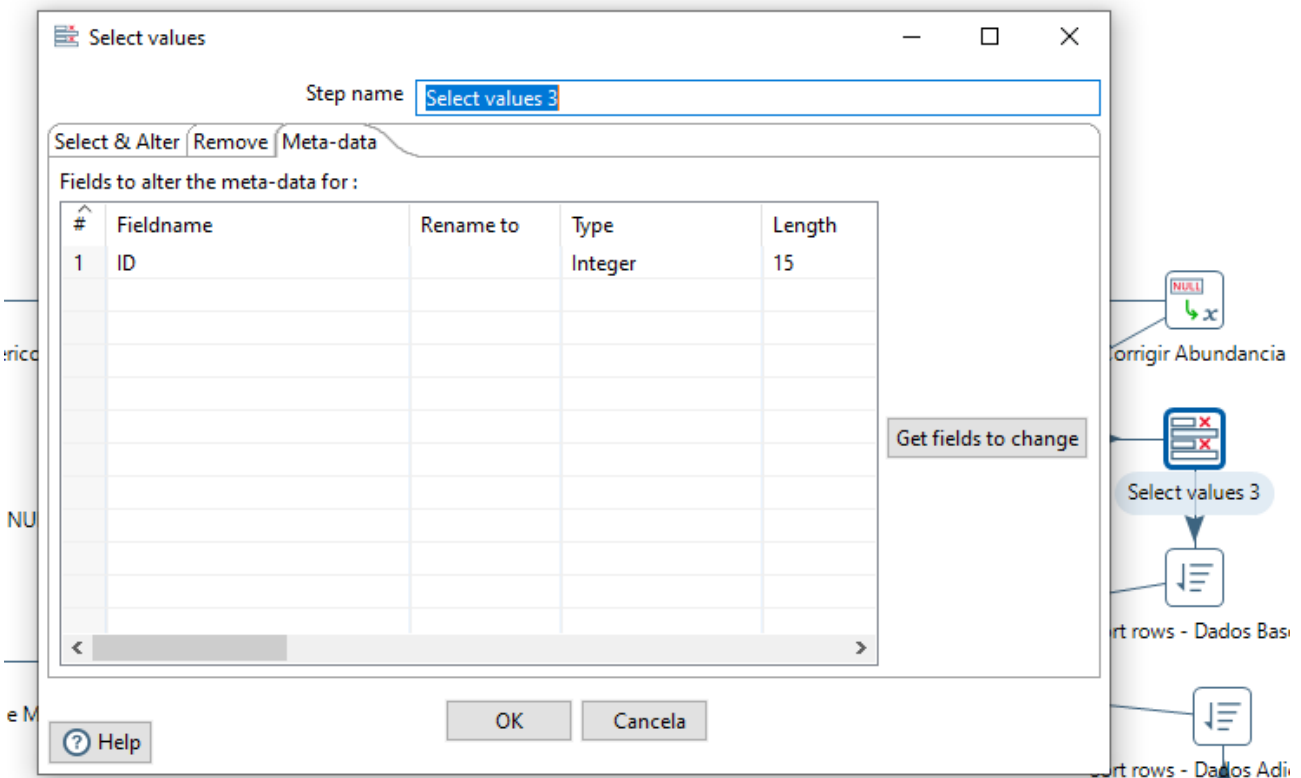 Select values
Step name Select values 3
Select & Alter Remove Meta-data
Fields to alter the meta-data for :
# Fieldname Rename to Type Length
1 ID Integer 15
Get fields to change
OK Cancela
Help
NULL
x
orrigir Abundancia
Select values 3
rt rows - Dados Bas
ort rows - Dados Adi
NU
e M